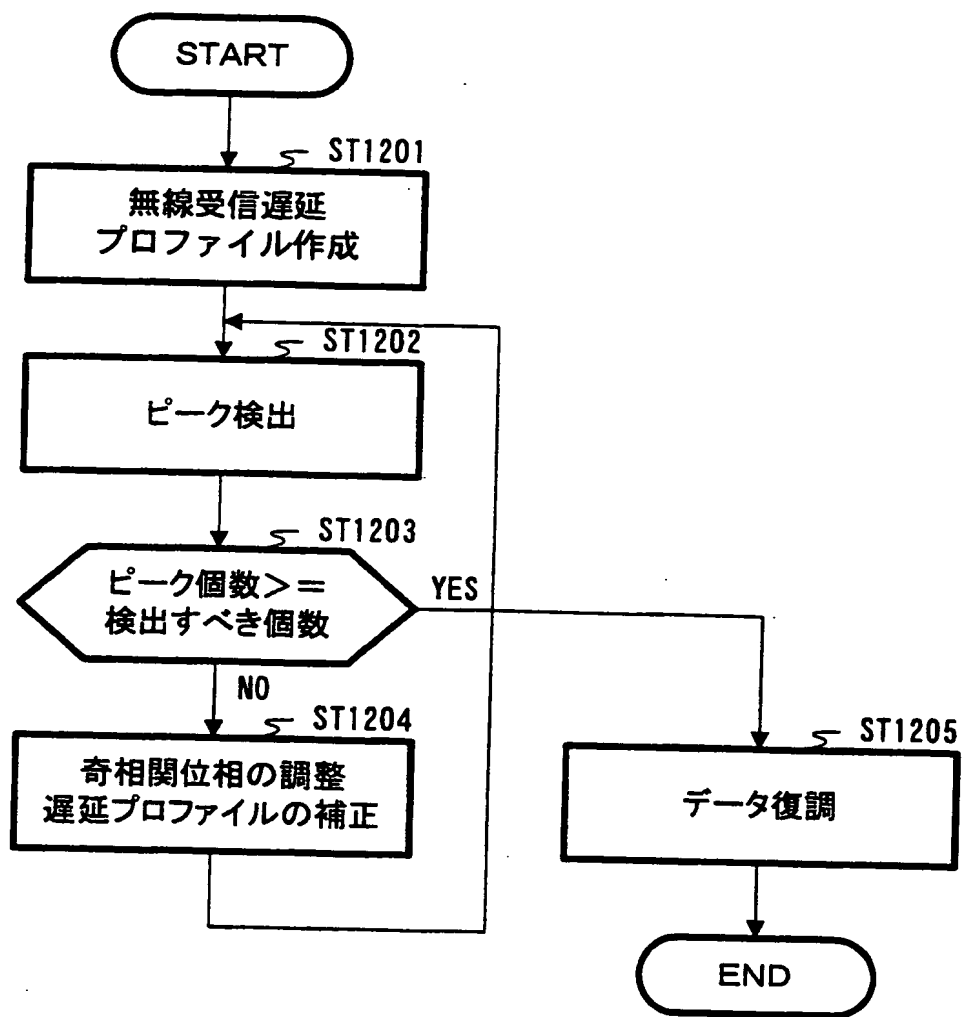 START
ST1201
無線受信遅延
プロファイル作成
ST1202
ピーク検出
ST1203
ピーク個数>=
検出すべき個数
YES
NO
ST1204
奇相関位相の調整
遅延プロファイルの補正
ST1205
データ復調
END